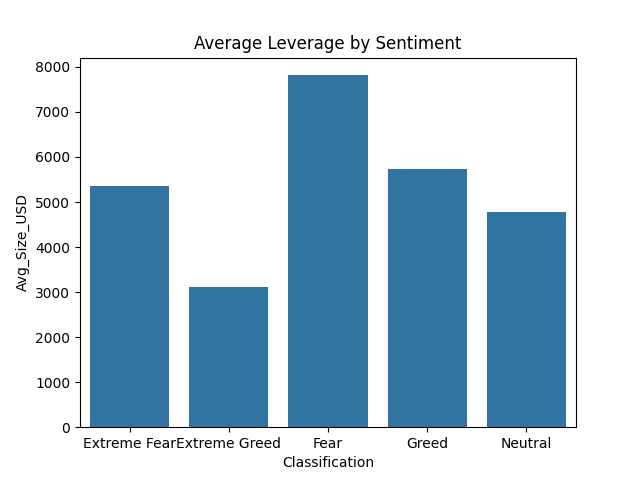 Average Leverage by Sentiment
8000
7000
6000
5000
4000
3000
2000
1000
0
Avg_Size_USD
Extreme Fear Extreme Greed Fear Greed Neutral
Classification